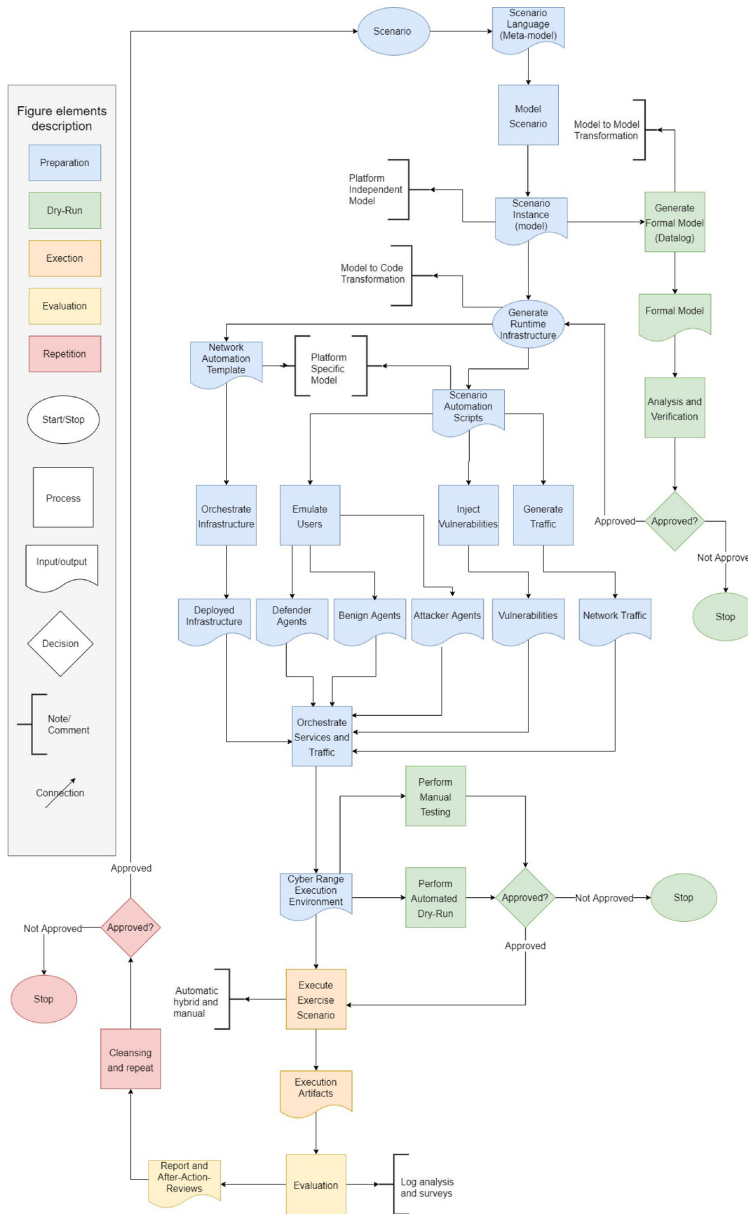 Scenario
Scenario
Language
(Meta-model)
Figure elements
description
Preparation
Dry-Run
Exection
Evaluation
Repetition
Start/Stop
Process
Input/output
Decision
Note/
Comment
Connection
Model
Scenario
Model to Model
Transformation
Platform
Independent
Model
Scenario
Instance
(model)
Generate
Formal Model
(Datalog)
Model to Code
Transformation
Generate
Runtime
Infrastructure
Formal Model
Network
Automation
Template
Platform
Specific
Model
Scenario
Automation
Scripts
Analysis and
Verification
Orchestrate
Infrastructure
Emulate
Users
Inject
Vulnerabilities
Generate
Traffic
Approved
Approved?
Not Approve
Stop
Deployed
Infrastructure
Defender
Agents
Benign Agents
Attacker Agents
Vulnerabilities
Network Traffic
Orchestrate
Services and
Traffic
Perform
Manual
Testing
Cyber Range
Execution
Environment
Perform
Automated
Dry-Run
Approved?
Not Approved
Stop
Approved
Approved
Approved?
Not Approved
Stop
Automatic
hybrid and
manual
Execute
Exercise
Scenario
Cleansing
and repeat
Execution
Artifacts
Report and
After-Action-
Reviews
Evaluation
Log analysis
and surveys